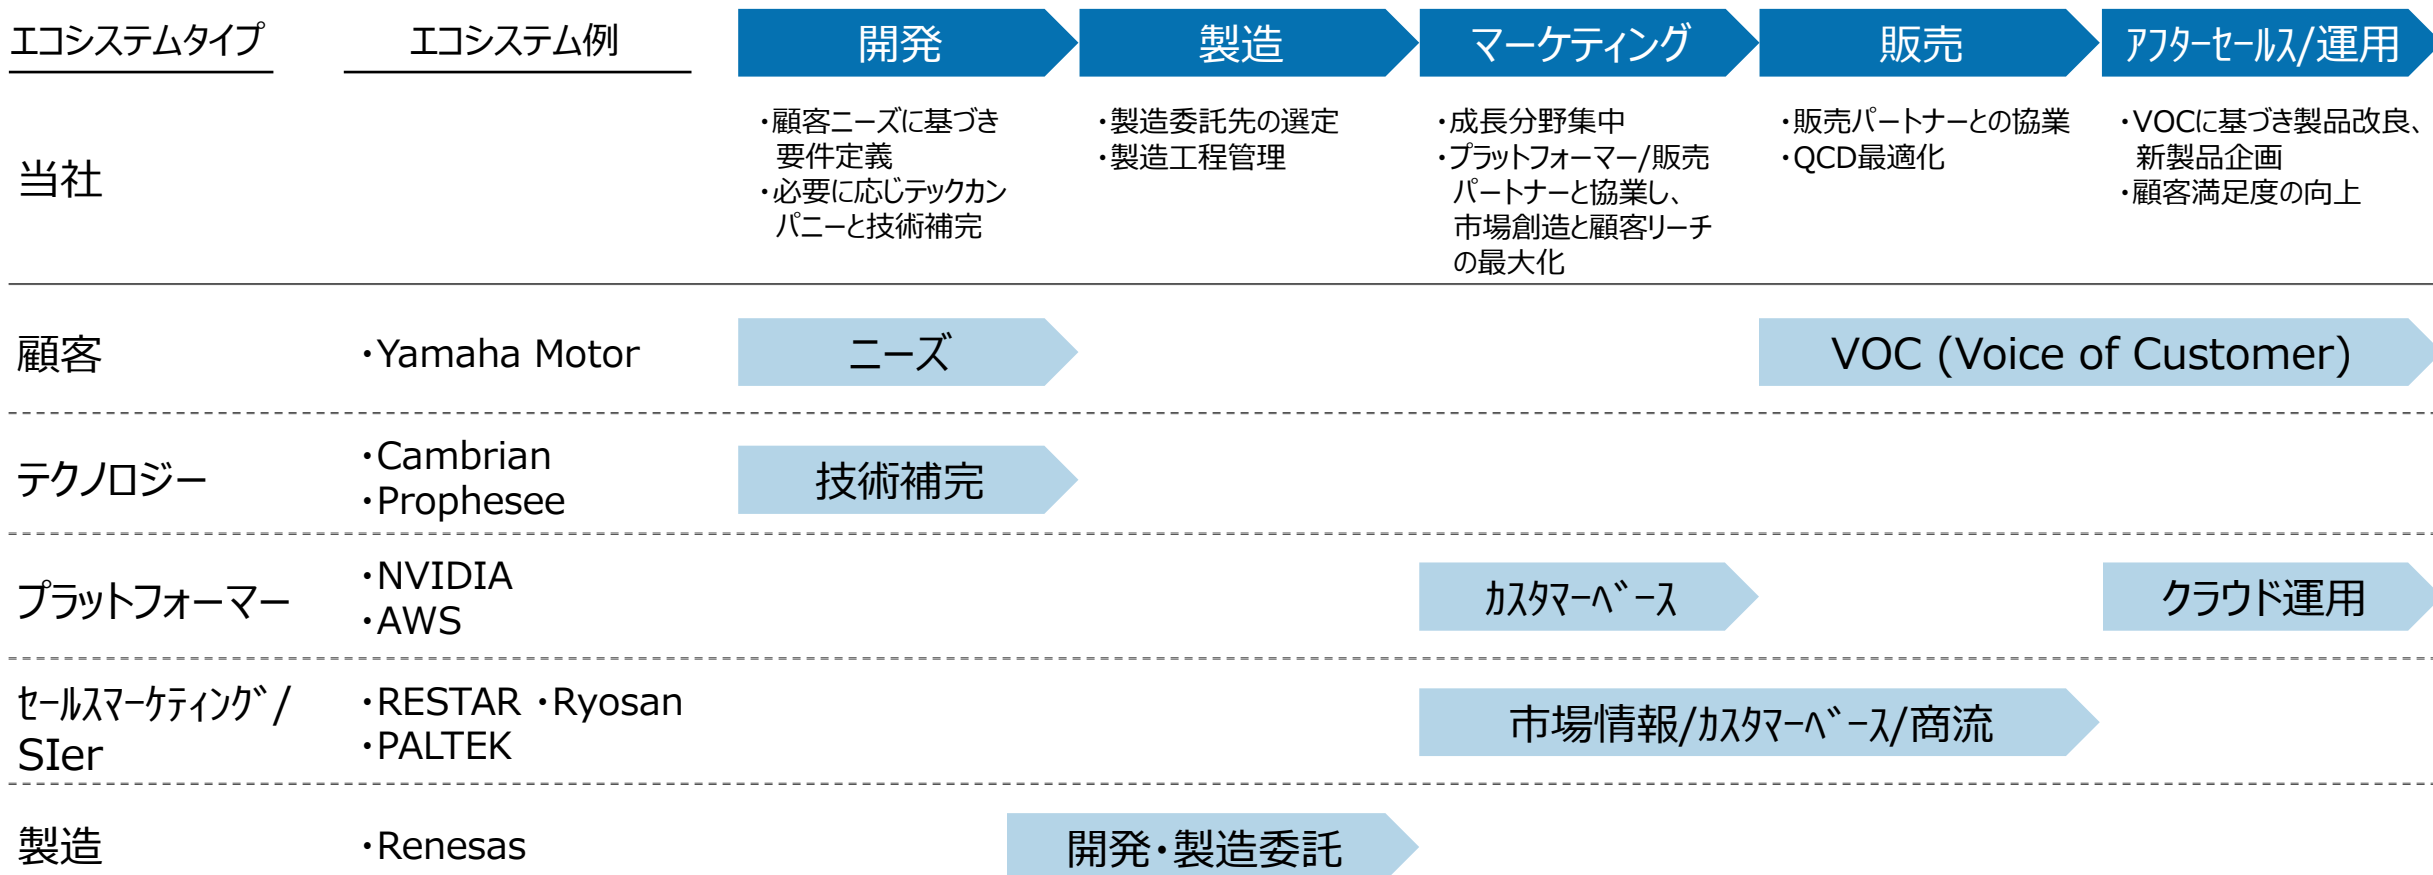 エコシステムタイプ
エコシステム例
開発
製造
マーケティング
販売
ｱﾌﾀｰｾｰﾙｽ/運用
当社
・顧客ニーズに基づき
要件定義
・必要に応じテックカン
パニーと技術補完
・製造委託先の選定
・製造工程管理
・成長分野集中
・プラットフォーマー/販売
パートナーと協業し、
市場創造と顧客リーチ
の最大化
・販売パートナーとの協業
・QCD最適化
・VOCに基づき製品改良、
新製品企画
・顧客満足度の向上
顧客
・Yamaha Motor
ニーズ
VOC (Voice of Customer)
テクノロジー
・Cambrian
・Prophesee
技術補完
プラットフォーマー
・NVIDIA
・AWS
ｶｽﾀﾏｰﾍﾞｰｽ
クラウド運用
ｾｰﾙｽﾏｰｹﾃｨﾝｸﾞ/
SIer
・RESTAR ・Ryosan
・PALTEK
市場情報/ｶｽﾀﾏｰﾍﾞｰｽ/商流
製造
・Renesas
開発・製造委託